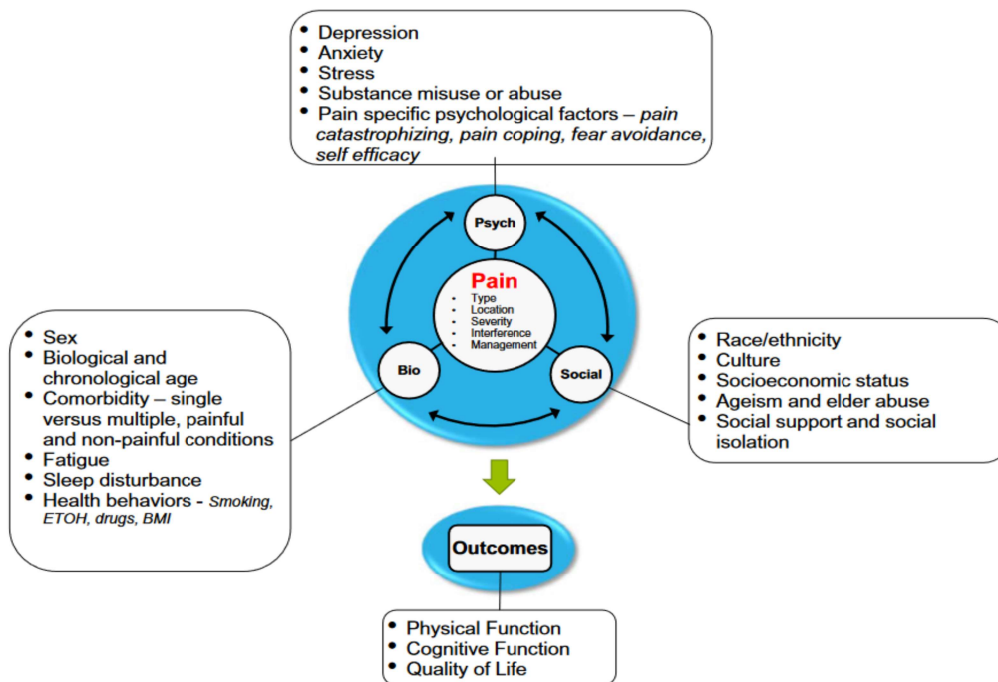 • Depression
• Anxiety
• Stress
• Substance misuse or abuse
• Pain specific psychological factors – pain
catastrophizing, pain coping, fear avoidance,
self efficacy
Psych
Pain
• Type
• Location
• Severity
• Interference
• Management
Bio
Social
• Sex
• Biological and
chronological age
• Comorbidity – single
versus multiple, painful
and non-painful conditions
• Fatigue
• Sleep disturbance
• Health behaviors - Smoking,
ETOH, drugs, BMI
• Race/ethnicity
• Culture
• Socioeconomic status
• Ageism and elder abuse
• Social support and social
isolation
Outcomes
• Physical Function
• Cognitive Function
• Quality of Life